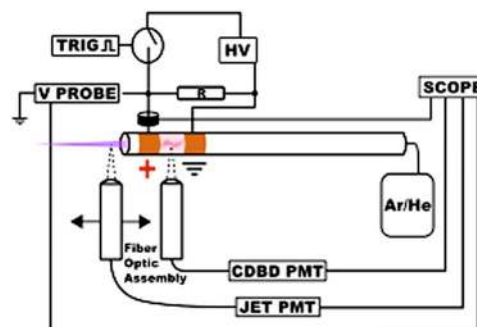 TRIG
HV
V PROBE
R
SCOPE
+
Ar/He
Fiber
Optic
Assembly
CDBD PMT
JET PMT